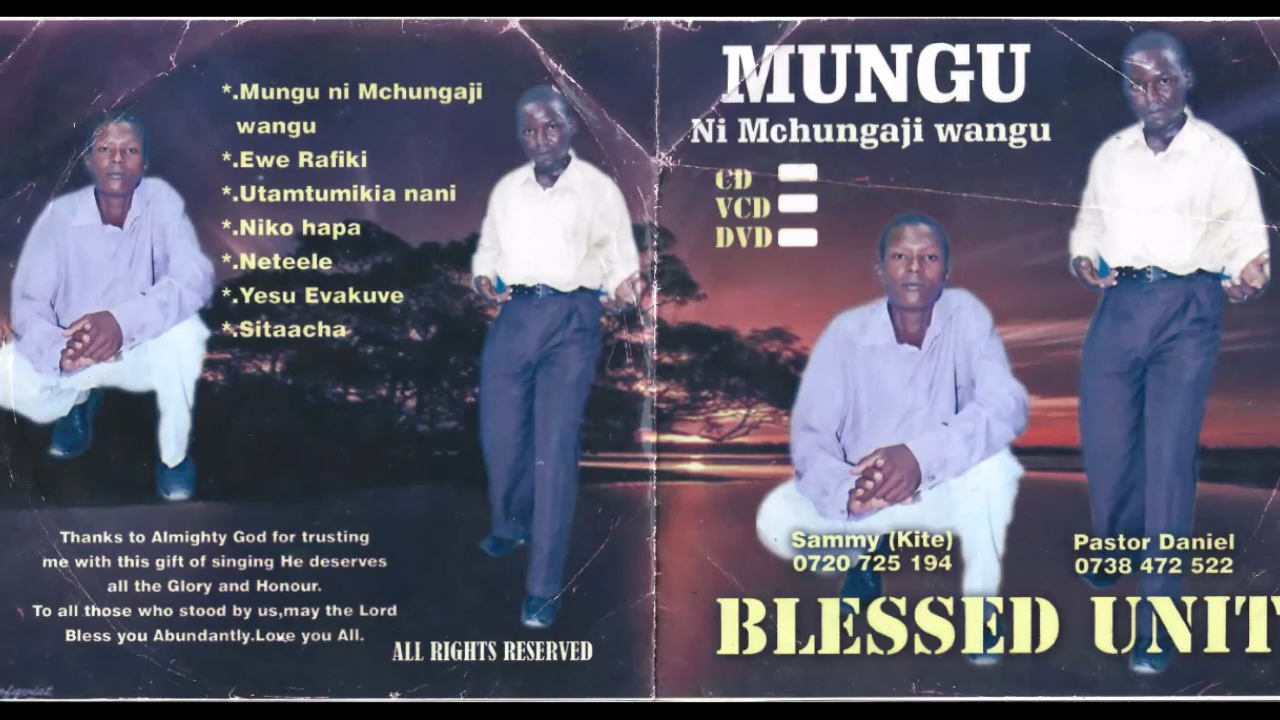 *.Mungu ni Mchungaji
wangu
*.Ewe Rafiki
*.Utamtumikia nani
*.Niko hapa
*.Neteele
*.Yesu Evakuve
*.Sitaacha
Thanks to Almighty God for trusting
me with this gift of singing He deserves
all the Glory and Honour.
To all those who stood by us,may the Lord
Bless you Abundantly.Love you All.
ALL RIGHTS RESERVED
MUNGU
Ni Mchungaji wangu
CD
VCD
DVD
Sammy (Kite)
0720 725 194
Pastor Daniel
0738 472 522
BLESSED UNIT